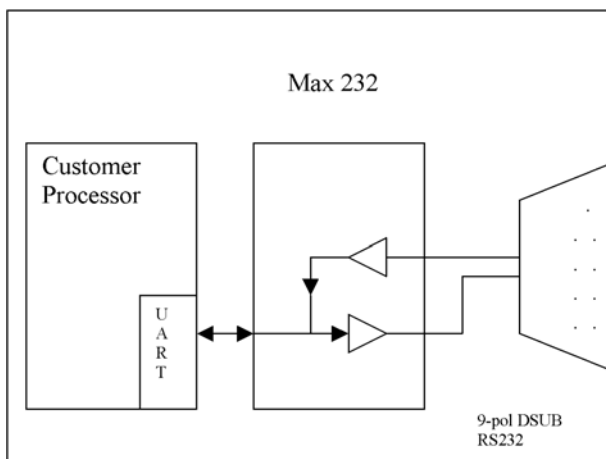 Max 232
Customer
Processor
U
A
R
T
9-pol DSUB
RS232